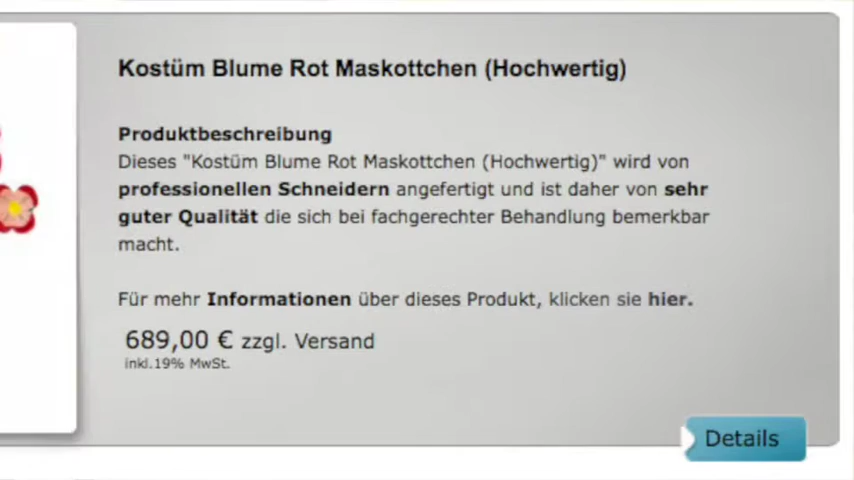 Kostüm Blume Rot Maskottchen (Hochwertig)
Produktbeschreibung
Dieses "Kostüm Blume Rot Maskottchen (Hochwertig)" wird von
professionellen Schneidern angefertigt und ist daher von sehr
guter Qualität die sich bei fachgerechter Behandlung bemerkbar
macht.
Für mehr Informationen über dieses Produkt, klicken sie hier.
689,00 € zzgl. Versand
inkl.19% MwSt.
Details